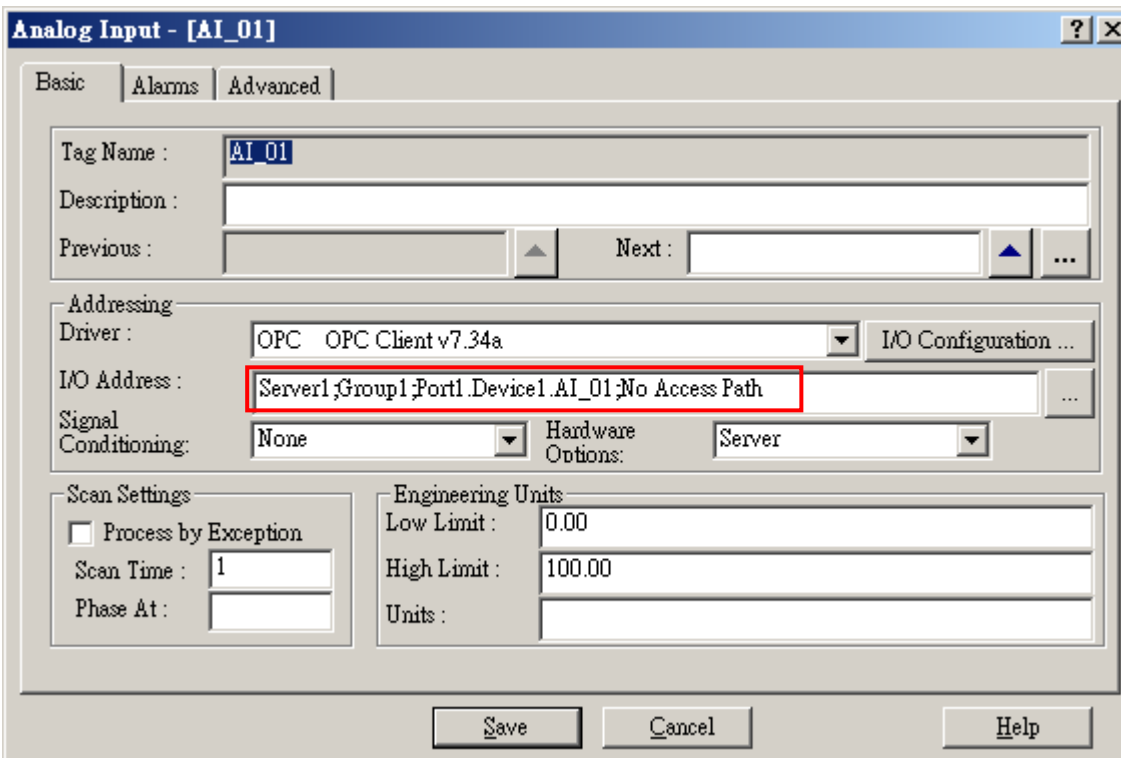 Analog Input - [AI_01]
Basic Alarms Advanced
Tag Name : AI_01
Description :
Previous : Next : ...
Addressing
Driver : OPC OPC Client v7.34a I/O Configuration ...
I/O Address : Server1;Group1;Port1.Device1.AI_01;No Access Path ...
Signal Conditioning: None Hardware Options: Server
Scan Settings
Process by Exception
Scan Time : 1
Phase At :
Engineering Units
Low Limit : 0.00
High Limit : 100.00
Units :
Save Cancel Help